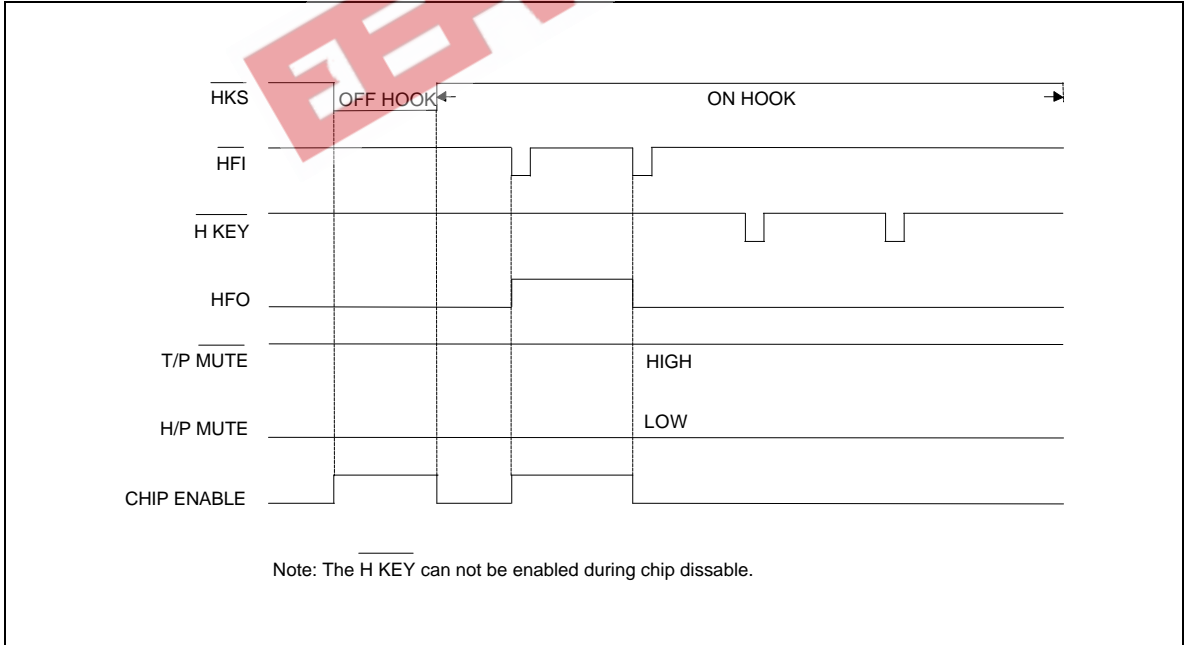 HKS
OFF HOOK
ON HOOK
HFI
H KEY
HFO
T/P MUTE
HIGH
H/P MUTE
LOW
CHIP ENABLE
Note: The H KEY can not be enabled during chip dissable.